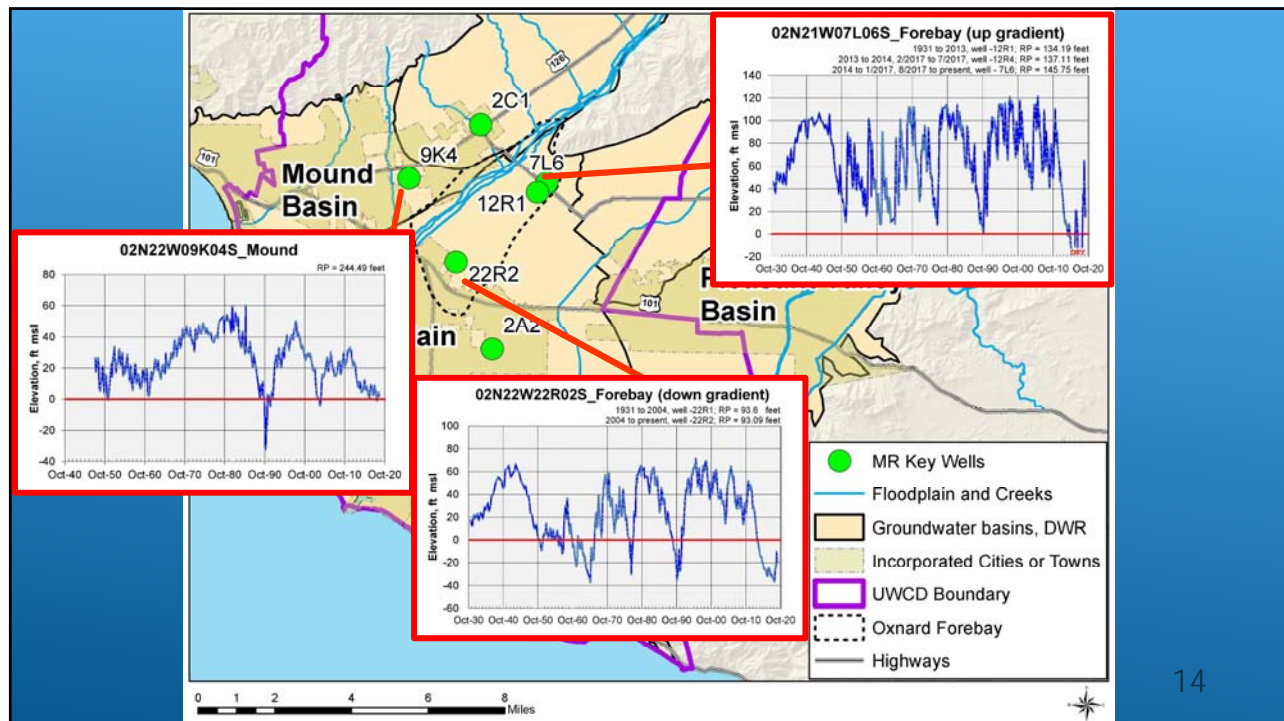 02N21W07L06S_Forebay (up gradient)
1931 to 2013, well -12R1; RP = 134.19 feet
2013 to 2014, 2/2017 to 7/2017, well -12R4; RP = 137.11 feet
2014 to 1/2017, 8/2017 to present, well - 7L6; RP = 145.75 feet
Elevation, ft msl
140
120
100
80
60
40
20
0
-20
DRY
Oct-30 Oct-40 Oct-50 Oct-60 Oct-70 Oct-80 Oct-90 Oct-00 Oct-10 Oct-20
126
2C1
101
9K4
7L6
Mound
Basin
12R1
02N22W09K04S_Mound
RP = 244.49 feet
Elevation, ft msl
80
60
40
20
0
-20
-40
Oct-40 Oct-50 Oct-60 Oct-70 Oct-80 Oct-90 Oct-00 Oct-10 Oct-20
22R2
101
Basin
2A2
ain
02N22W22R02S_Forebay (down gradient)
1931 to 2004, well -22R1; RP = 93.6 feet
2004 to present, well -22R2; RP = 93.09 feet
Elevation, ft msl
100
80
60
40
20
0
-20
-40
-60
Oct-30 Oct-40 Oct-50 Oct-60 Oct-70 Oct-80 Oct-90 Oct-00 Oct-10 Oct-20
MR Key Wells
Floodplain and Creeks
Groundwater basins, DWR
Incorporated Cities or Towns
UWCD Boundary
Oxnard Forebay
Highways
0 1 2 4 6 8
Miles
14